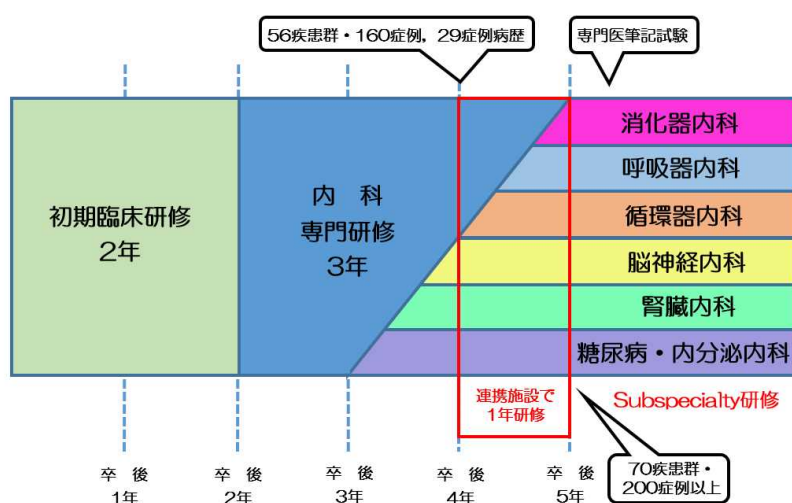 56疾患群・160症例，29症例病歴
専門医筆記試験
初期臨床研修
2年
内　科
専門研修
3年
消化器内科
呼吸器内科
循環器内科
脳神経内科
腎臓内科
糖尿病・内分泌内科
連携施設で
1年研修
Subspecialty研修
70疾患群・
200症例以上
卒　後
1年
卒　後
2年
卒　後
3年
卒　後
4年
卒　後
5年